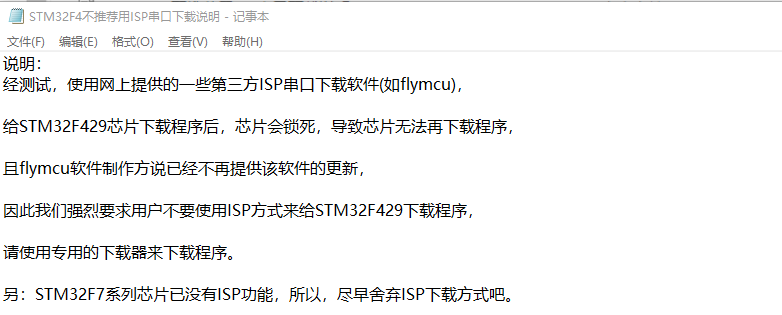 STM32F4不推荐用ISP串口下载说明 - 记事本
文件(F) 编辑(E) 格式(O) 查看(V) 帮助(H)
说明：
经测试，使用网上提供的一些第三方ISP串口下载软件(如flymcu)，
给STM32F429芯片下载程序后，芯片会锁死，导致芯片无法再下载程序，
且flymcu软件制作方说已经不再提供该软件的更新，
因此我们强烈要求用户不要使用ISP方式来给STM32F429下载程序，
请使用专用的下载器来下载程序。
另：STM32F7系列芯片已没有ISP功能，所以，尽早舍弃ISP下载方式吧。